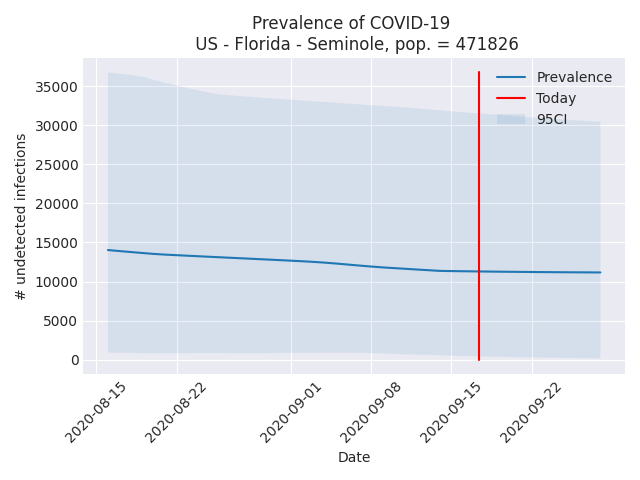 Prevalence of COVID-19
US - Florida - Seminole, pop. = 471826
Prevalence
Today
95CI
35000
30000
25000
20000
15000
10000
5000
0
# undetected infections
2020-08-15
2020-08-22
2020-09-01
2020-09-08
2020-09-15
2020-09-22
Date